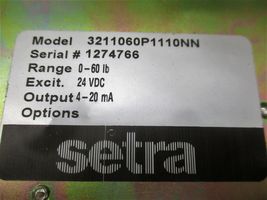 Model 3211060P1110NN
Serial # 1274766
Range 0-60 lb
Excit. 24 VDC
Output 4-20 mA
Options
setra